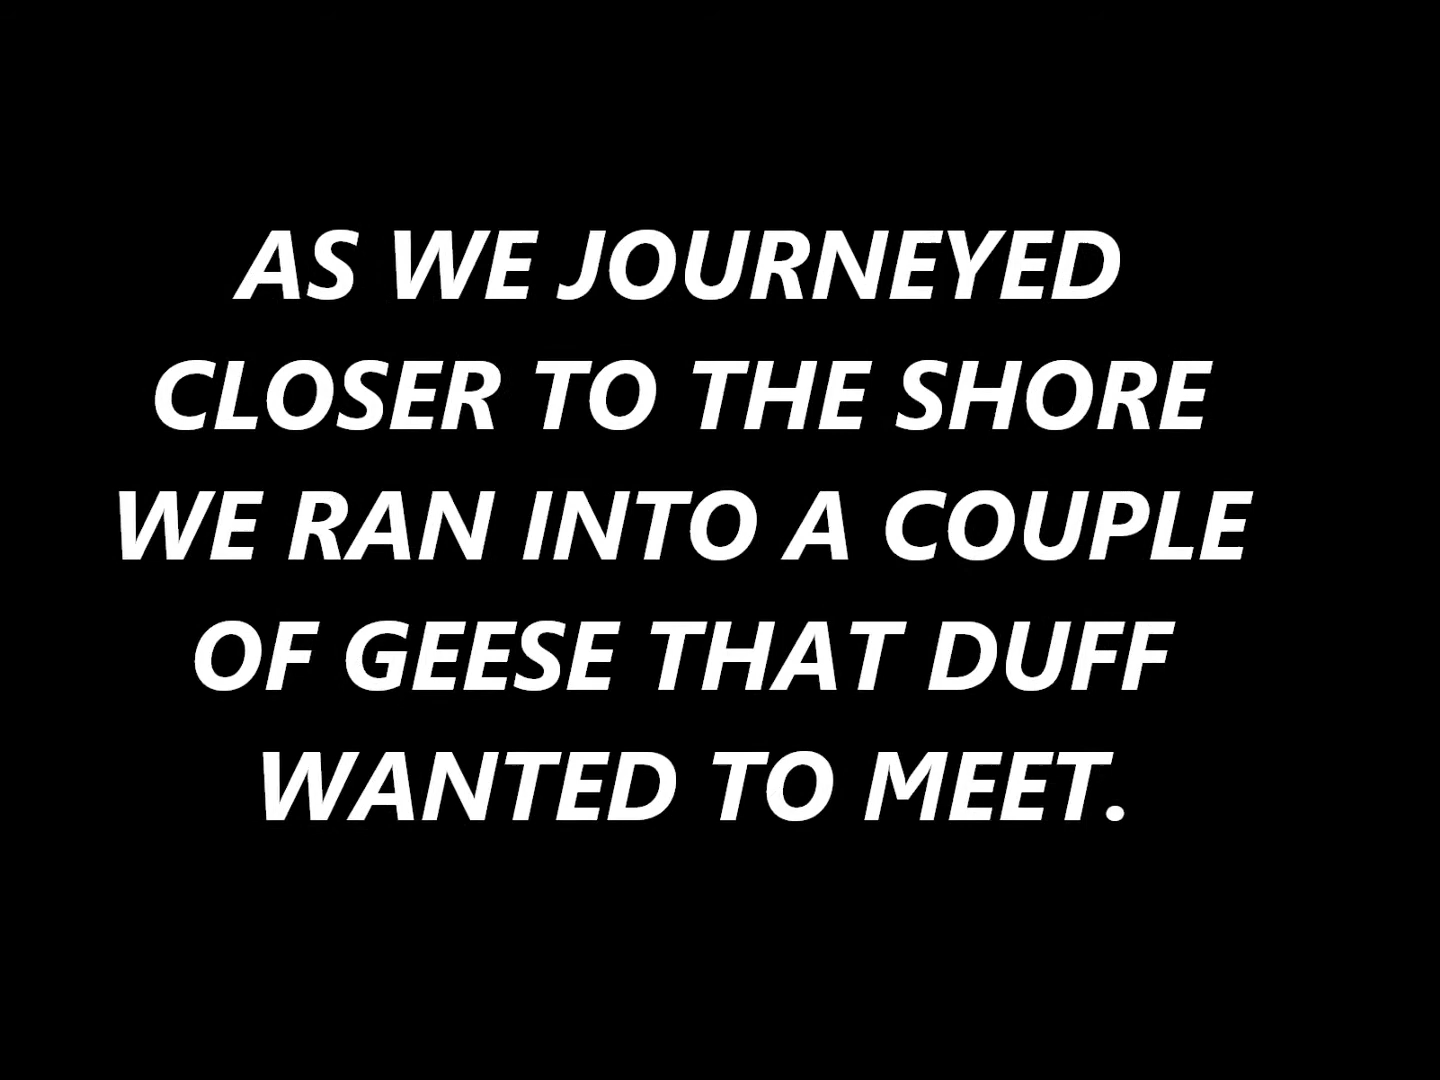 AS WE JOURNEYED
CLOSER TO THE SHORE
WE RAN INTO A COUPLE
OF GEESE THAT DUFF
WANTED TO MEET.